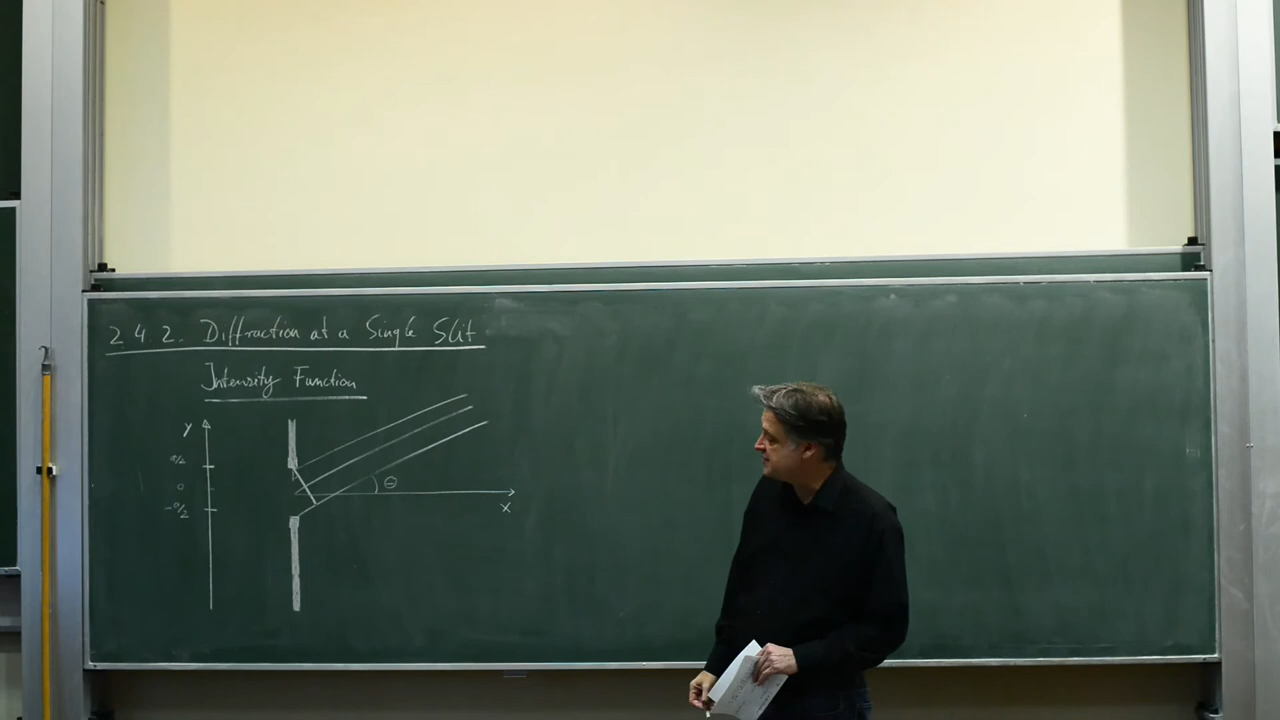 2.4.2. Diffraction at a Single Slit
Intensity Function
y
a/2
0
-a/2
Θ
x